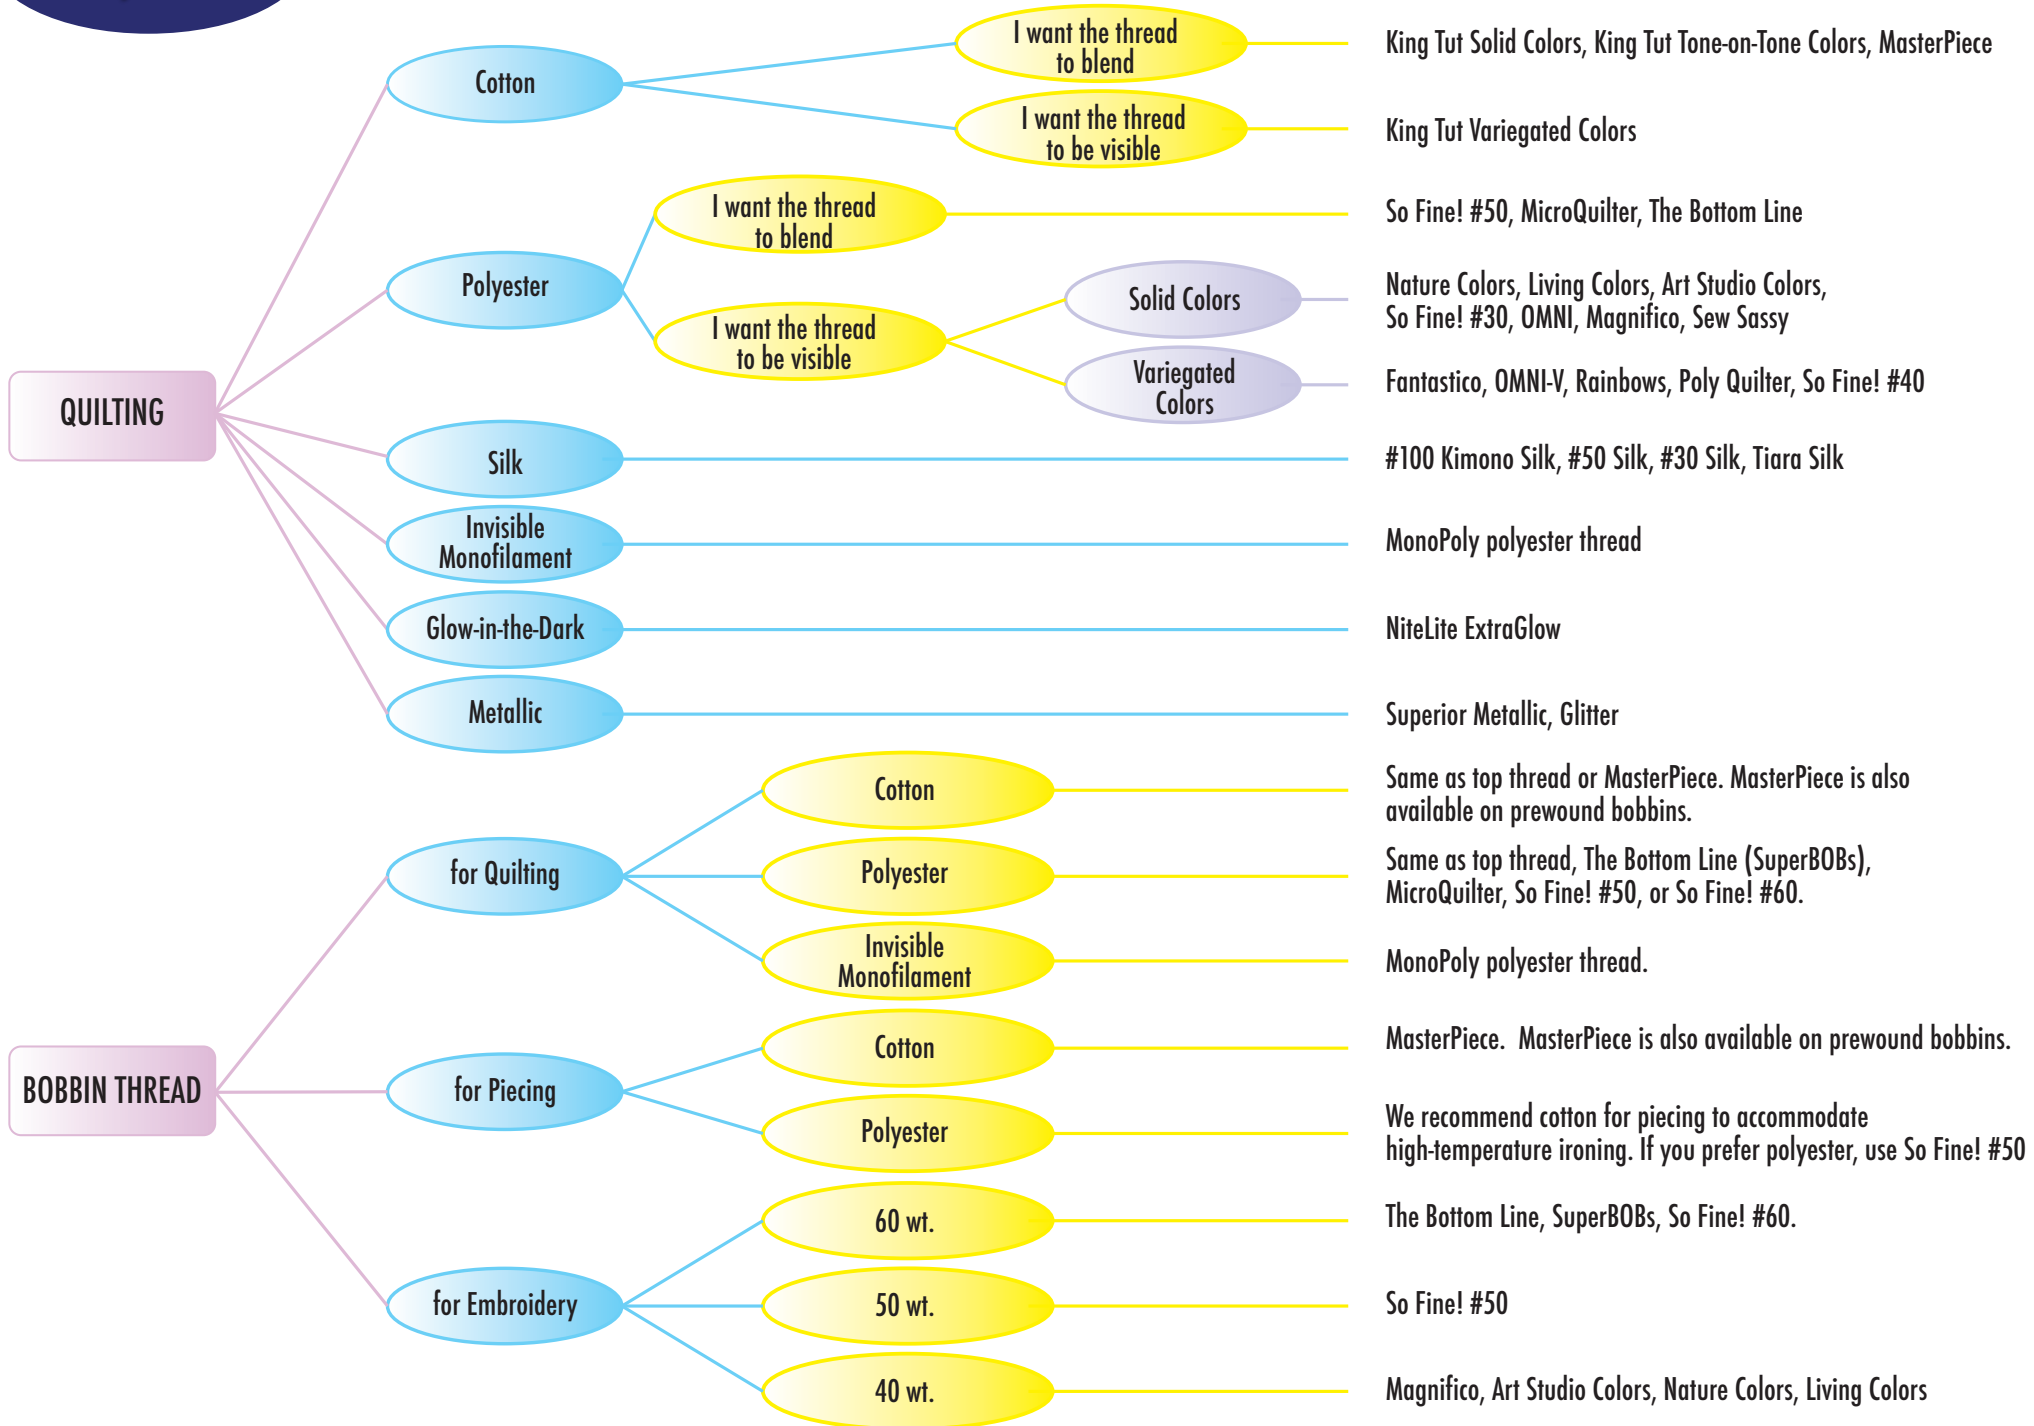 QUILTING
Cotton
I want the thread
to blend
King Tut Solid Colors, King Tut Tone-on-Tone Colors, MasterPiece
I want the thread
to be visible
King Tut Variegated Colors
Polyester
I want the thread
to blend
So Fine! #50, MicroQuilter, The Bottom Line
I want the thread
to be visible
Solid Colors
Nature Colors, Living Colors, Art Studio Colors,
So Fine! #30, OMNI, Magnifico, Sew Sassy
Variegated
Colors
Fantastico, OMNI-V, Rainbows, Poly Quilter, So Fine! #40
Silk
#100 Kimono Silk, #50 Silk, #30 Silk, Tiara Silk
Invisible
Monofilament
MonoPoly polyester thread
Glow-in-the-Dark
NiteLite ExtraGlow
Metallic
Superior Metallic, Glitter
BOBBIN THREAD
for Quilting
Cotton
Same as top thread or MasterPiece. MasterPiece is also
available on prewound bobbins.
Polyester
Same as top thread, The Bottom Line (SuperBOBs),
MicroQuilter, So Fine! #50, or So Fine! #60.
Invisible
Monofilament
MonoPoly polyester thread.
for Piecing
Cotton
MasterPiece.  MasterPiece is also available on prewound bobbins.
Polyester
We recommend cotton for piecing to accommodate
high-temperature ironing. If you prefer polyester, use So Fine! #50
for Embroidery
60 wt.
The Bottom Line, SuperBOBs, So Fine! #60.
50 wt.
So Fine! #50
40 wt.
Magnifico, Art Studio Colors, Nature Colors, Living Colors